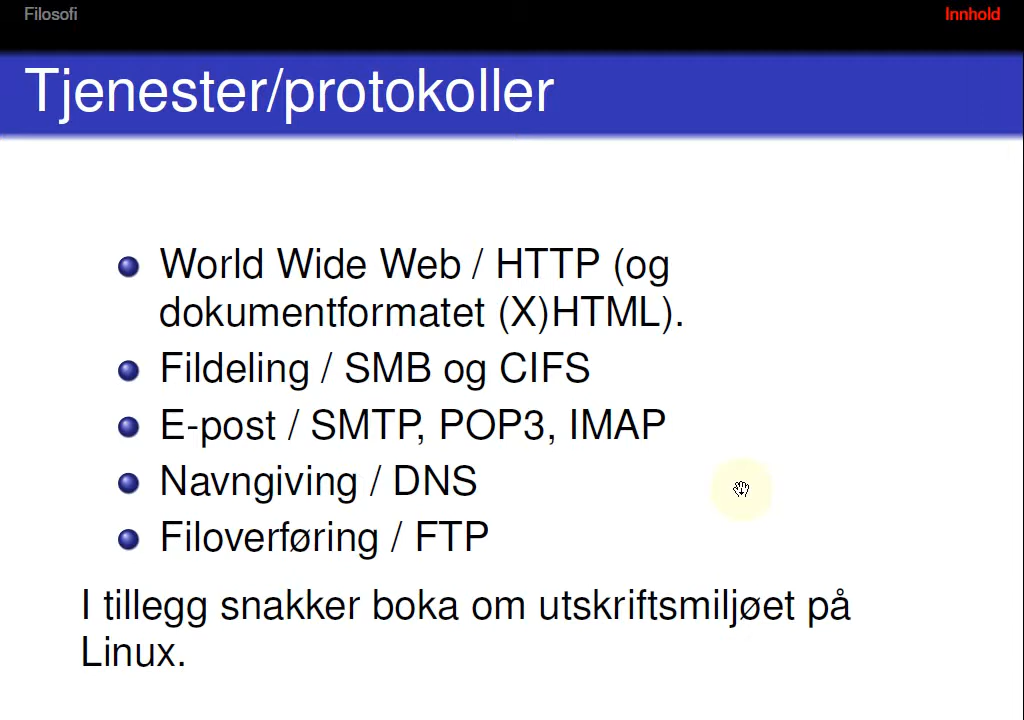 Filosofi
Innhold
Tjenester/protokoller
World Wide Web / HTTP (og
dokumentformatet (X)HTML).
Fildeling / SMB og CIFS
E-post / SMTP, POP3, IMAP
Navngiving / DNS
Filoverføring / FTP
I tillegg snakker boka om utskriftsmiljøet på
Linux.